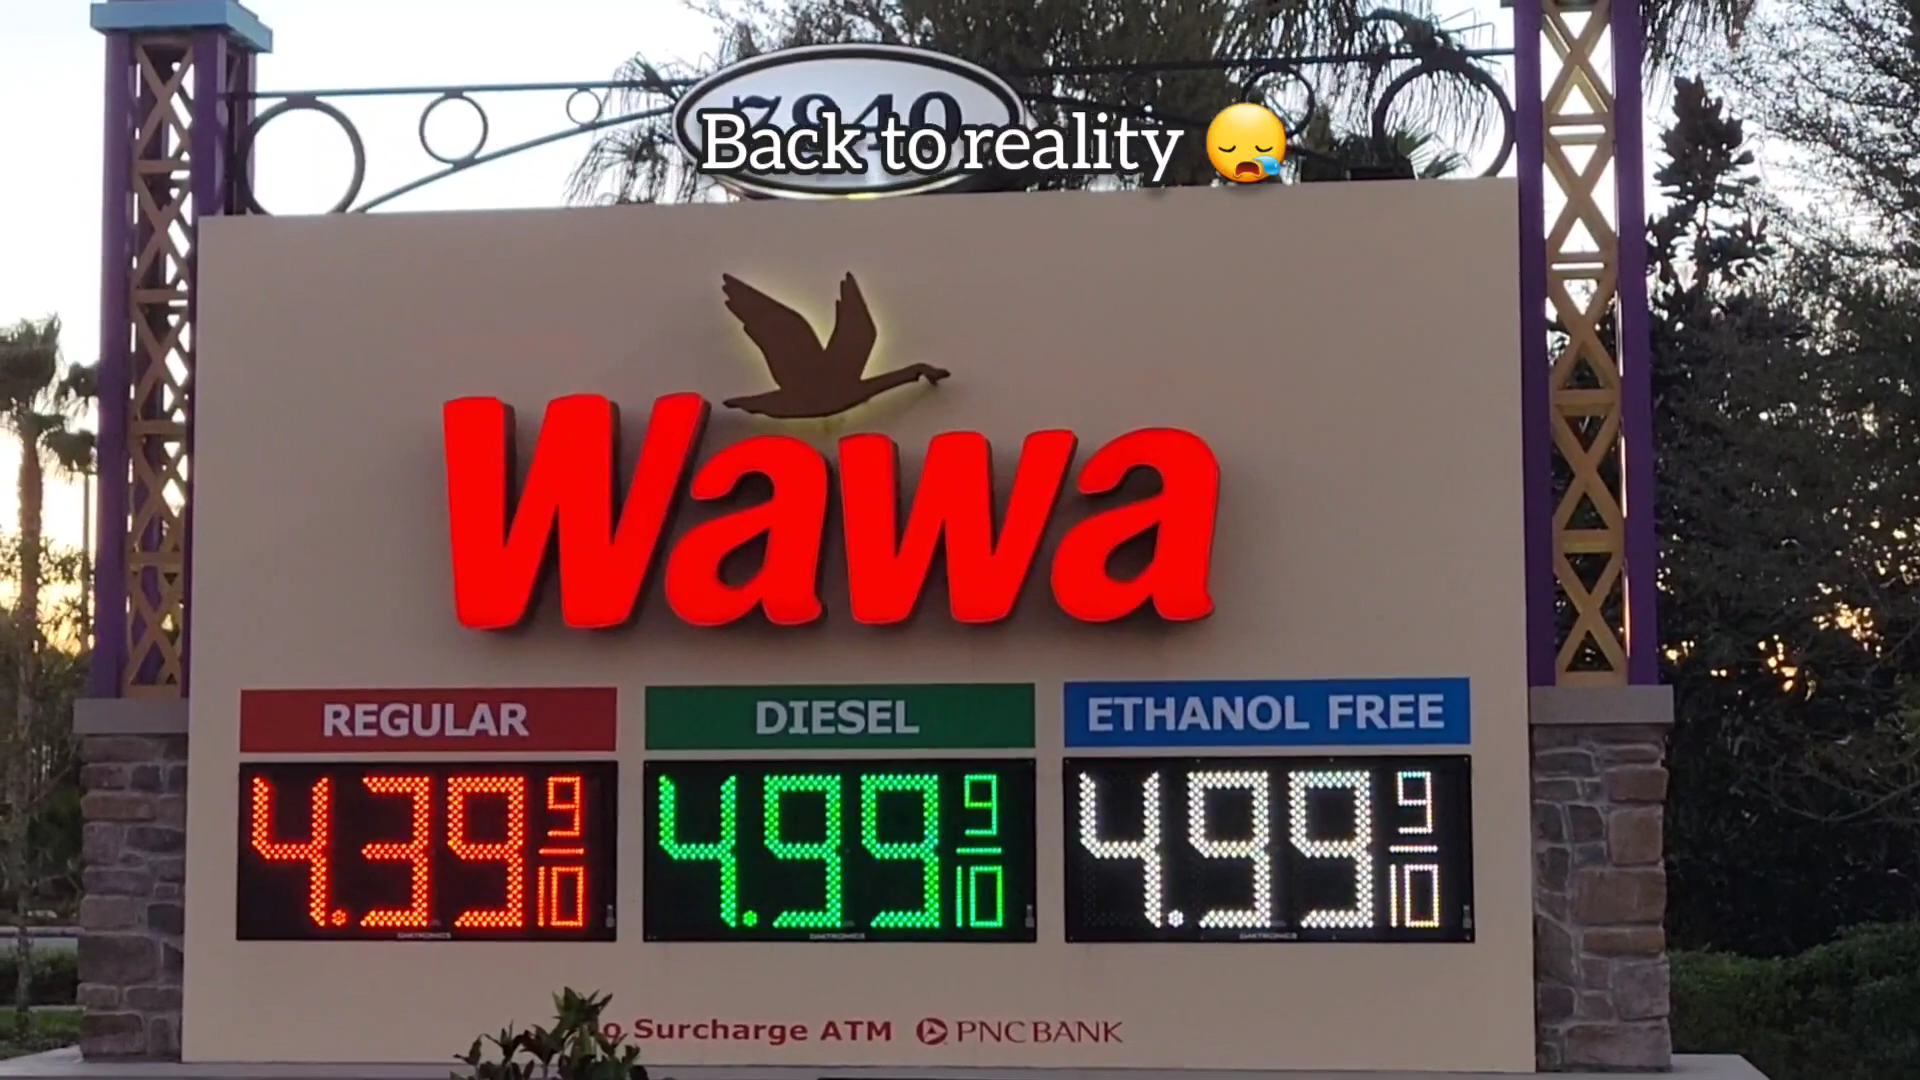 Back to reality 😪
Wawa
REGULAR
4.39 9/10
DIESEL
4.99 9/10
ETHANOL FREE
4.99 9/10
Surcharge ATM PNC BANK